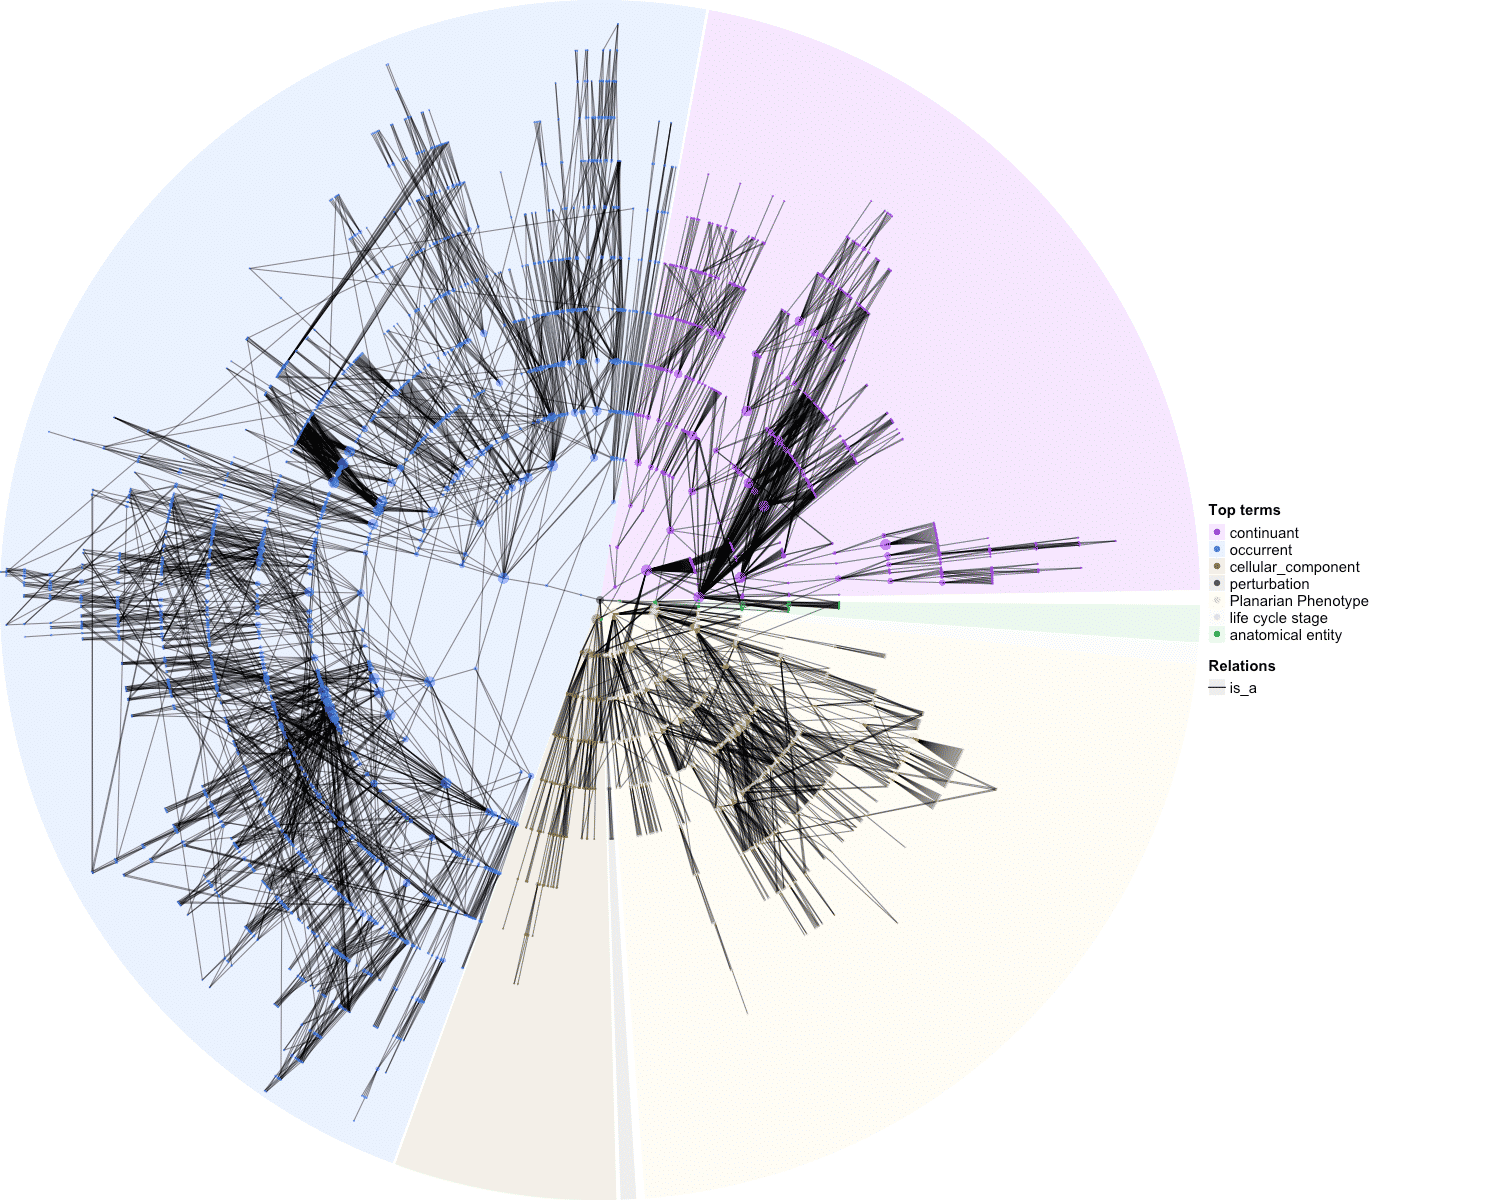 Top terms
continuant
occurrent
cellular_component
perturbation
Planarian Phenotype
life cycle stage
anatomical entity
Relations
is_a